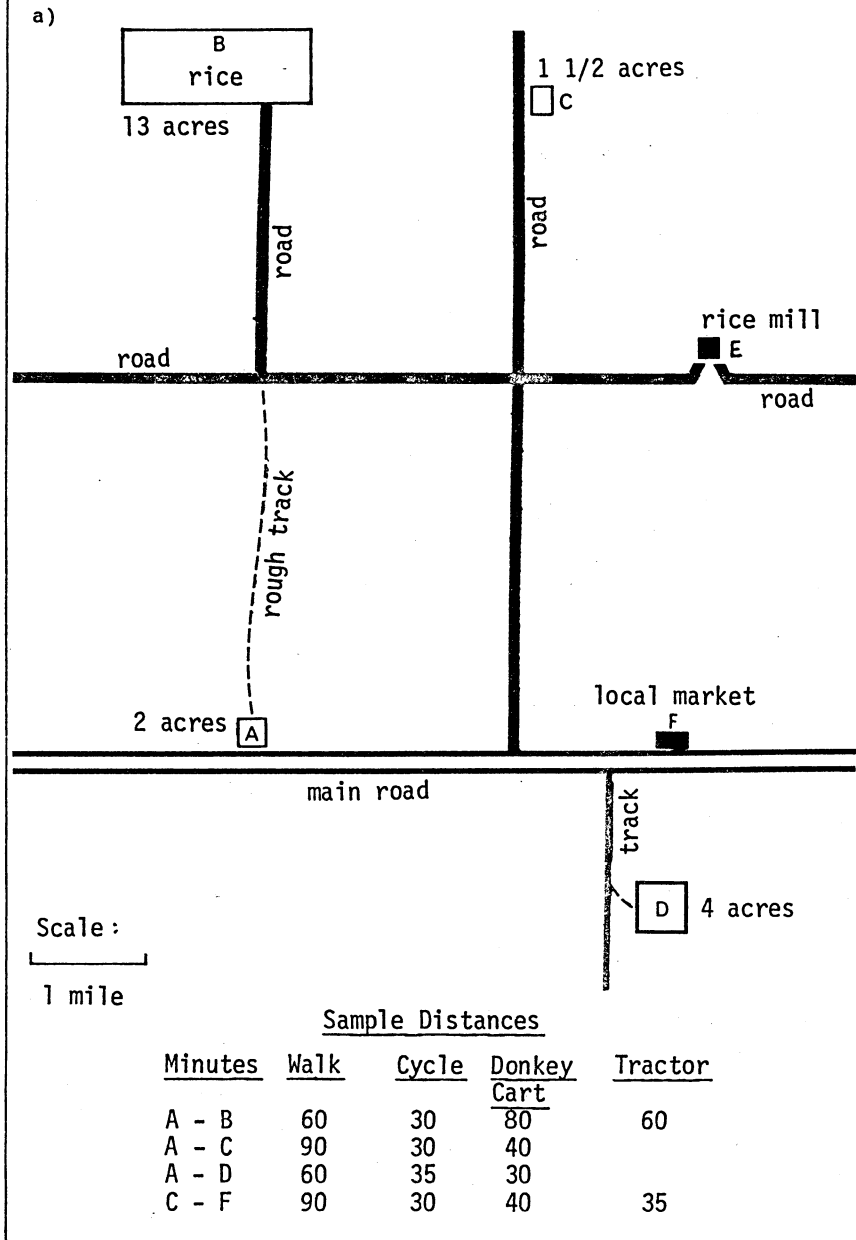 a)
B
rice
13 acres
1 1/2 acres
C
road
road
rice mill
E
road
road
rough track
local market
F
2 acres
A
main road
track
D
4 acres
Scale :
1 mile
Sample Distances
Minutes Walk Cycle Donkey Tractor
Cart
A - B 60 30 80 60
A - C 90 30 40
A - D 60 35 30
C - F 90 30 40 35